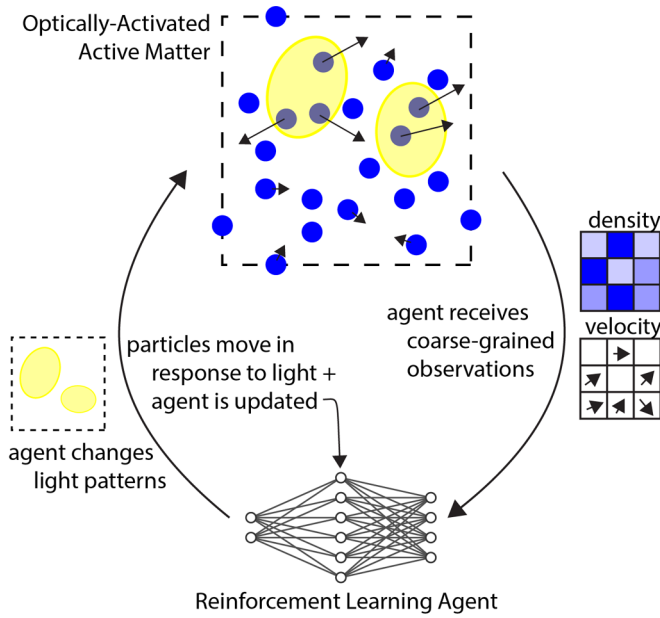 Optically-Activated
Active Matter
density
velocity
agent receives
coarse-grained
observations
particles move in
response to light +
agent is updated
agent changes
light patterns
Reinforcement Learning Agent